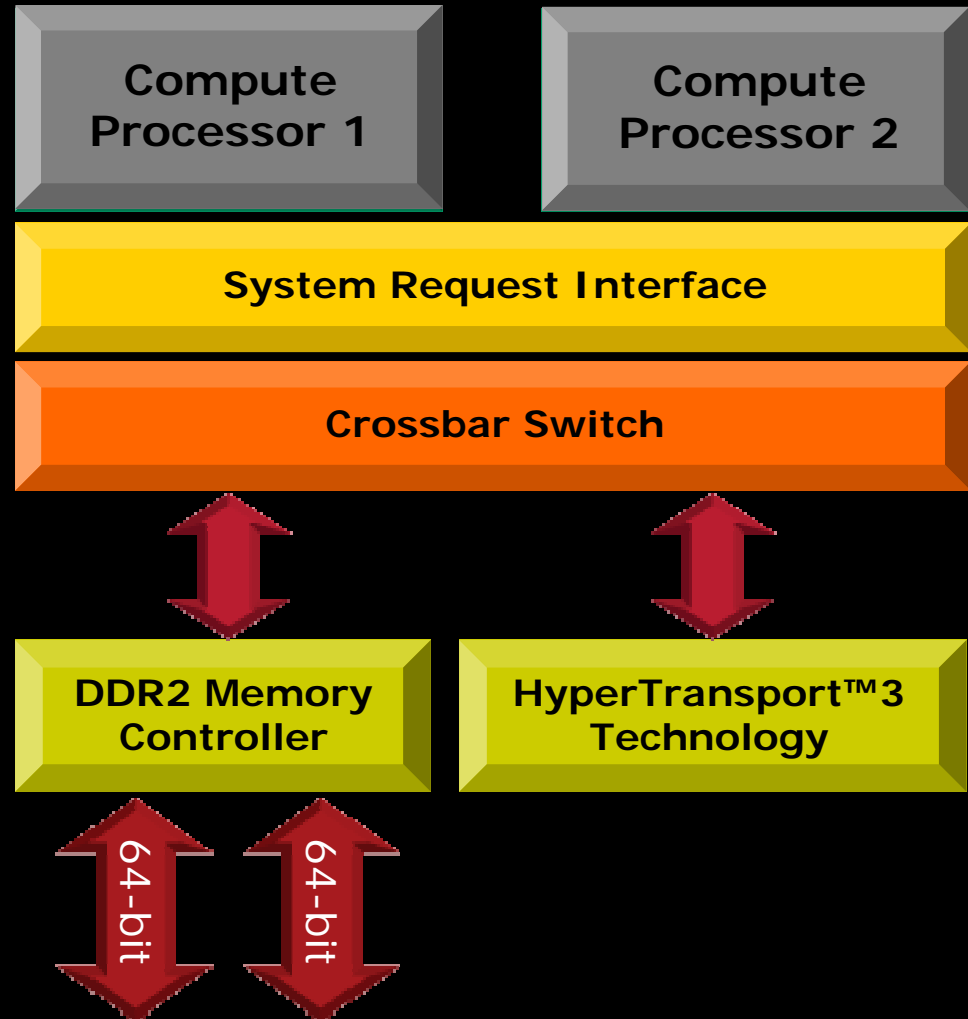 Compute
Processor 1
Compute
Processor 2
System Request Interface
Crossbar Switch
DDR2 Memory
Controller
HyperTransport™3
Technology
64-bit
64-bit